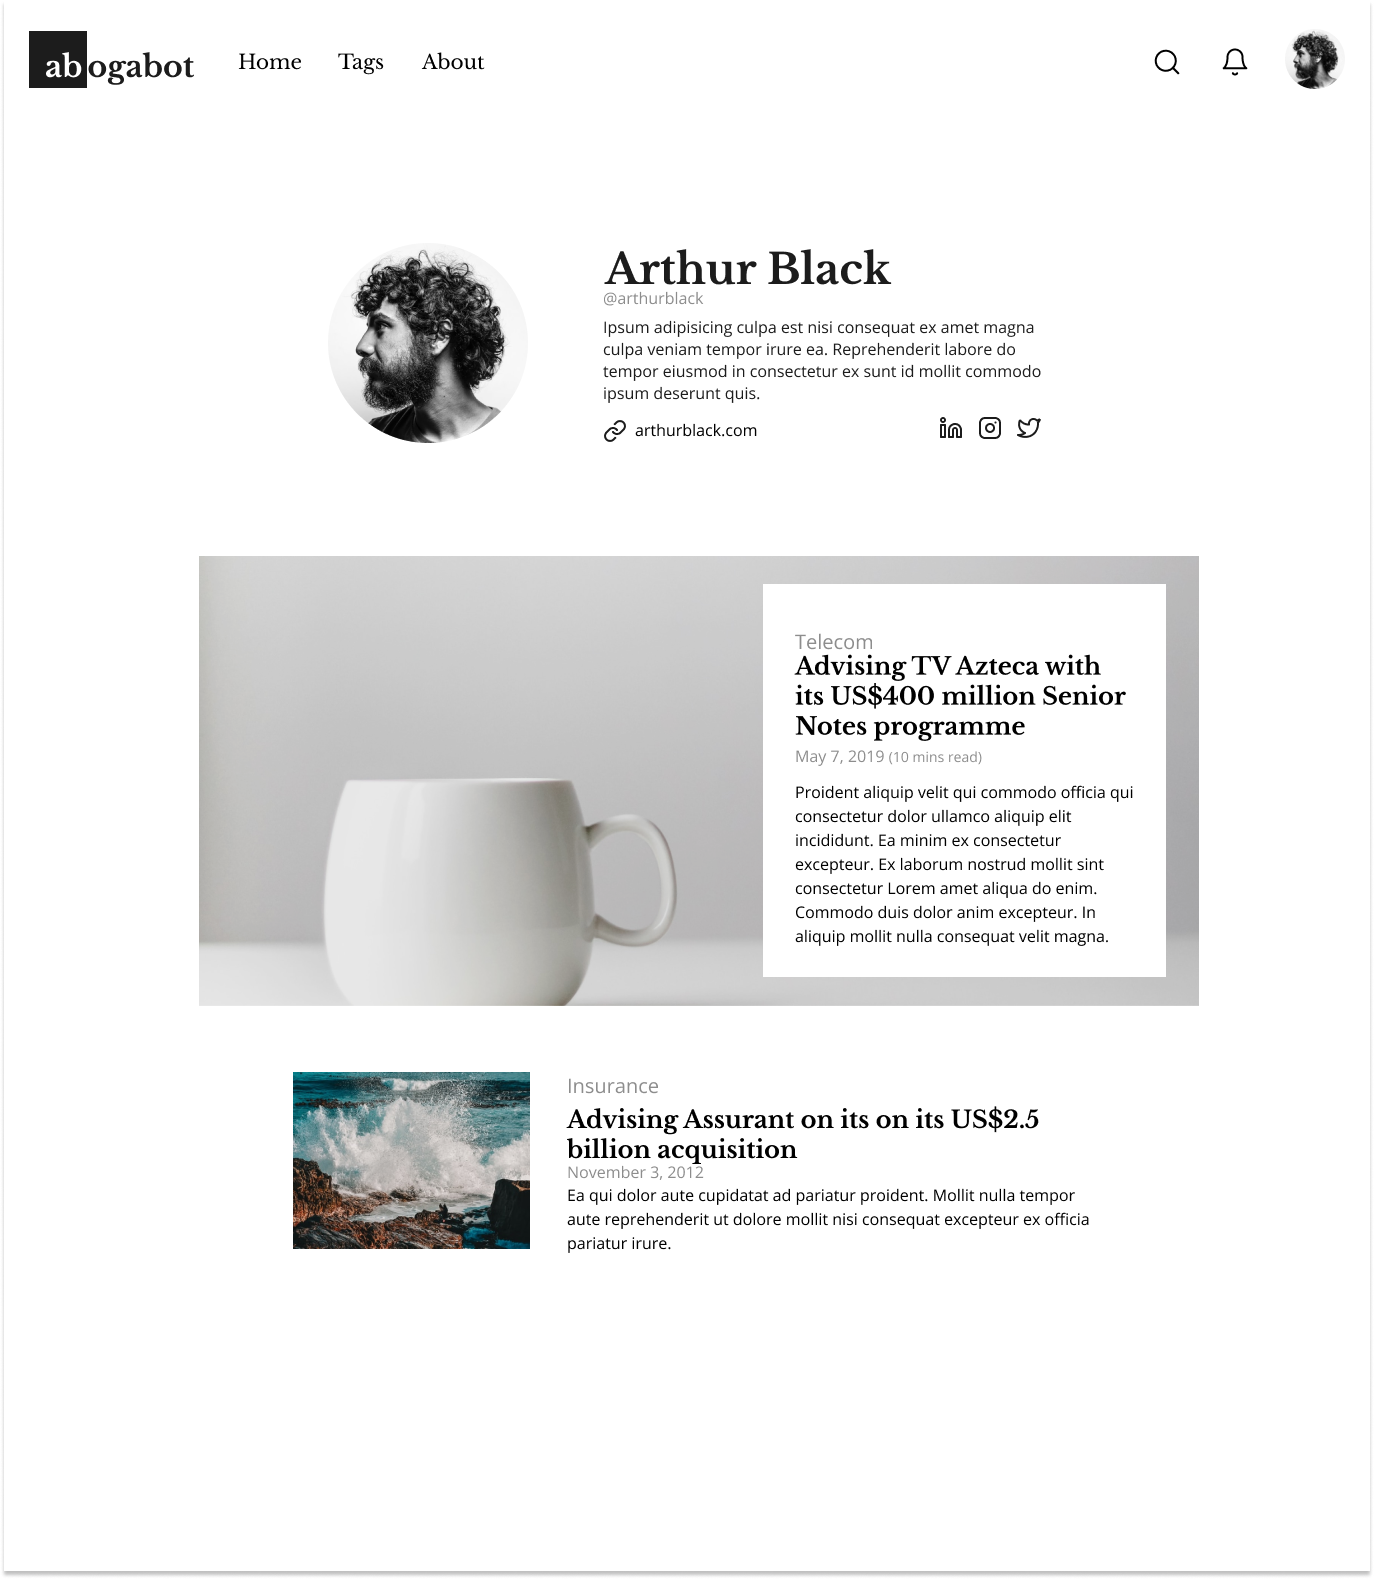 abogabot
Home
Tags
About
Arthur Black
@arthurblack
Ipsum adipisicing culpa est nisi consequat ex amet magna
culpa veniam tempor irure ea. Reprehenderit labore do
tempor eiusmod in consectetur ex sunt id mollit commodo
ipsum deserunt quis.
arthurblack.com
Telecom
Advising TV Azteca with
its US$400 million Senior
Notes programme
May 7, 2019 (10 mins read)
Proident aliquip velit qui commodo officia qui
consectetur dolor ullamco aliquip elit
incididunt. Ea minim ex consectetur
excepteur. Ex laborum nostrud mollit sint
consectetur Lorem amet aliqua do enim.
Commodo duis dolor anim excepteur. In
aliquip mollit nulla consequat velit magna.
Insurance
Advising Assurant on its on its US$2.5
billion acquisition
November 3, 2012
Ea qui dolor aute cupidatat ad pariatur proident. Mollit nulla tempor
aute reprehenderit ut dolore mollit nisi consequat excepteur ex officia
pariatur irure.